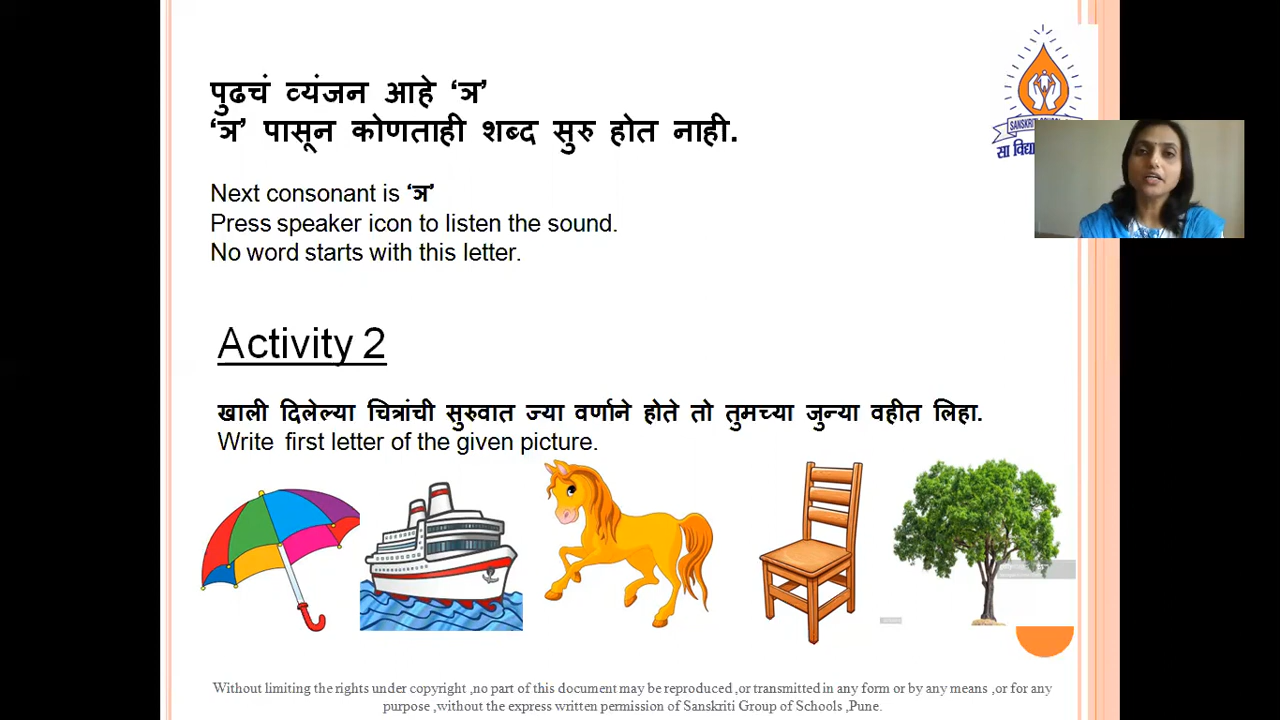 पुढचं व्यंजन आहे ‘ञ’
‘ञ’ पासून कोणताही शब्द सुरु होत नाही.
Next consonant is ‘ञ’
Press speaker icon to listen the sound.
No word starts with this letter.
SANSKRITI SCHOOL
सा विद्या
Activity 2
खाली दिलेल्या चित्रांची सुरुवात ज्या वर्णाने होते तो तुमच्या जुन्या वहीत लिहा.
Write first letter of the given picture.
Without limiting the rights under copyright ,no part of this document may be reproduced ,or transmitted in any form or by any means ,or for any
purpose ,without the express written permission of Sanskriti Group of Schools ,Pune.